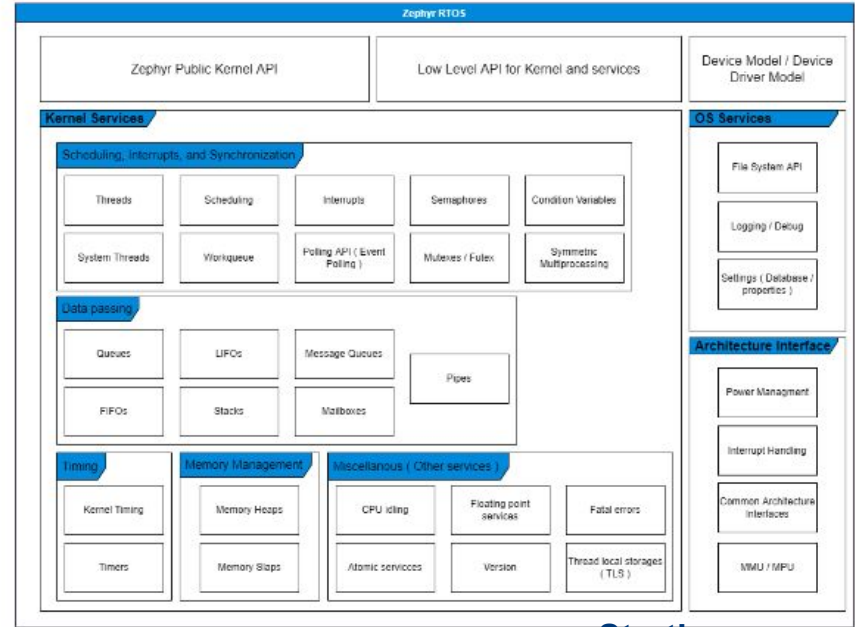 Zephyr RTOS
Zephyr Public Kernel API
Low Level API for Kernel and services
Device Model / Device
Driver Model
Kernel Services
Scheduling, Interrupts, and Synchronization
Threads
Scheduling
Interrupts
Semaphores
Condition Variables
System Threads
Workqueue
Polling API ( Event
Polling )
Mutexes / Futex
Symmetric
Multiprocessing
Data passing
Queues
LIFOs
Message Queues
Pipes
FIFOs
Stacks
Mailboxes
Timing
Kernel Timing
Timers
Memory Management
Memory Heaps
Memory Slaps
Miscellanous ( Other services )
CPU idling
Floating point
services
Fatal errors
Atomic servicces
Version
Thread local storages
( TLS )
OS Services
File System API
Logging / Debug
Settings ( Database /
properties )
Architecture Interface
Power Managment
Interrupt Handling
Common Architecture
Interfaces
MMU / MPU